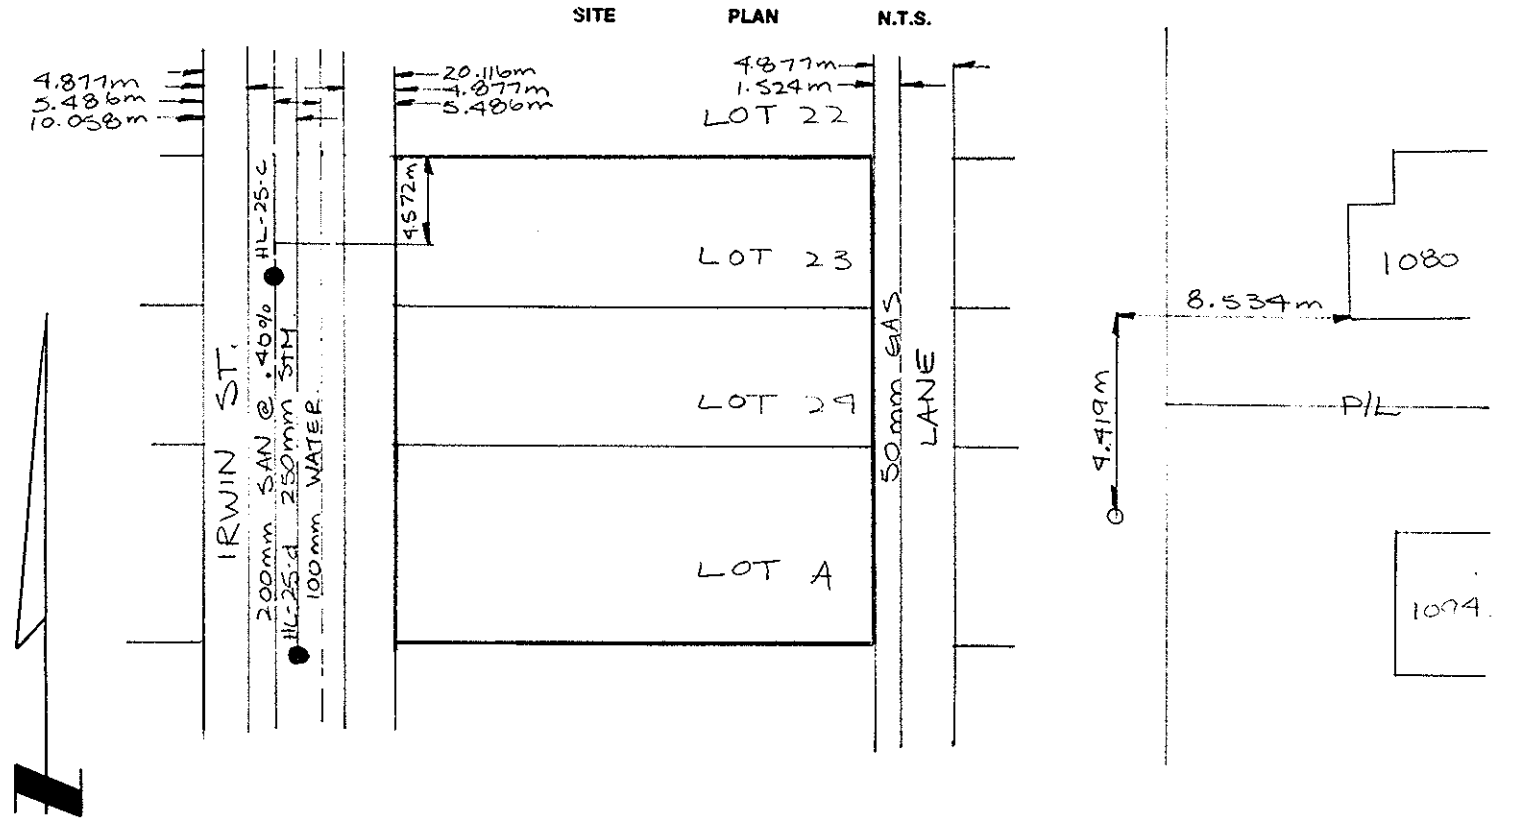 SITE PLAN N.T.S.
4.877m
5.486m
10.058m
20.116m
4.877m
5.486m
4.877m
1.524m
LOT 22
4.572m
HL-25-C
LOT 23
1080
8.534m
IRWIN ST.
200mm SAN @ .40%
HL-25-d 250mm STM
100mm WATER
50mm GAS
LANE
LOT 24
4.419m
P/L
LOT A
1074